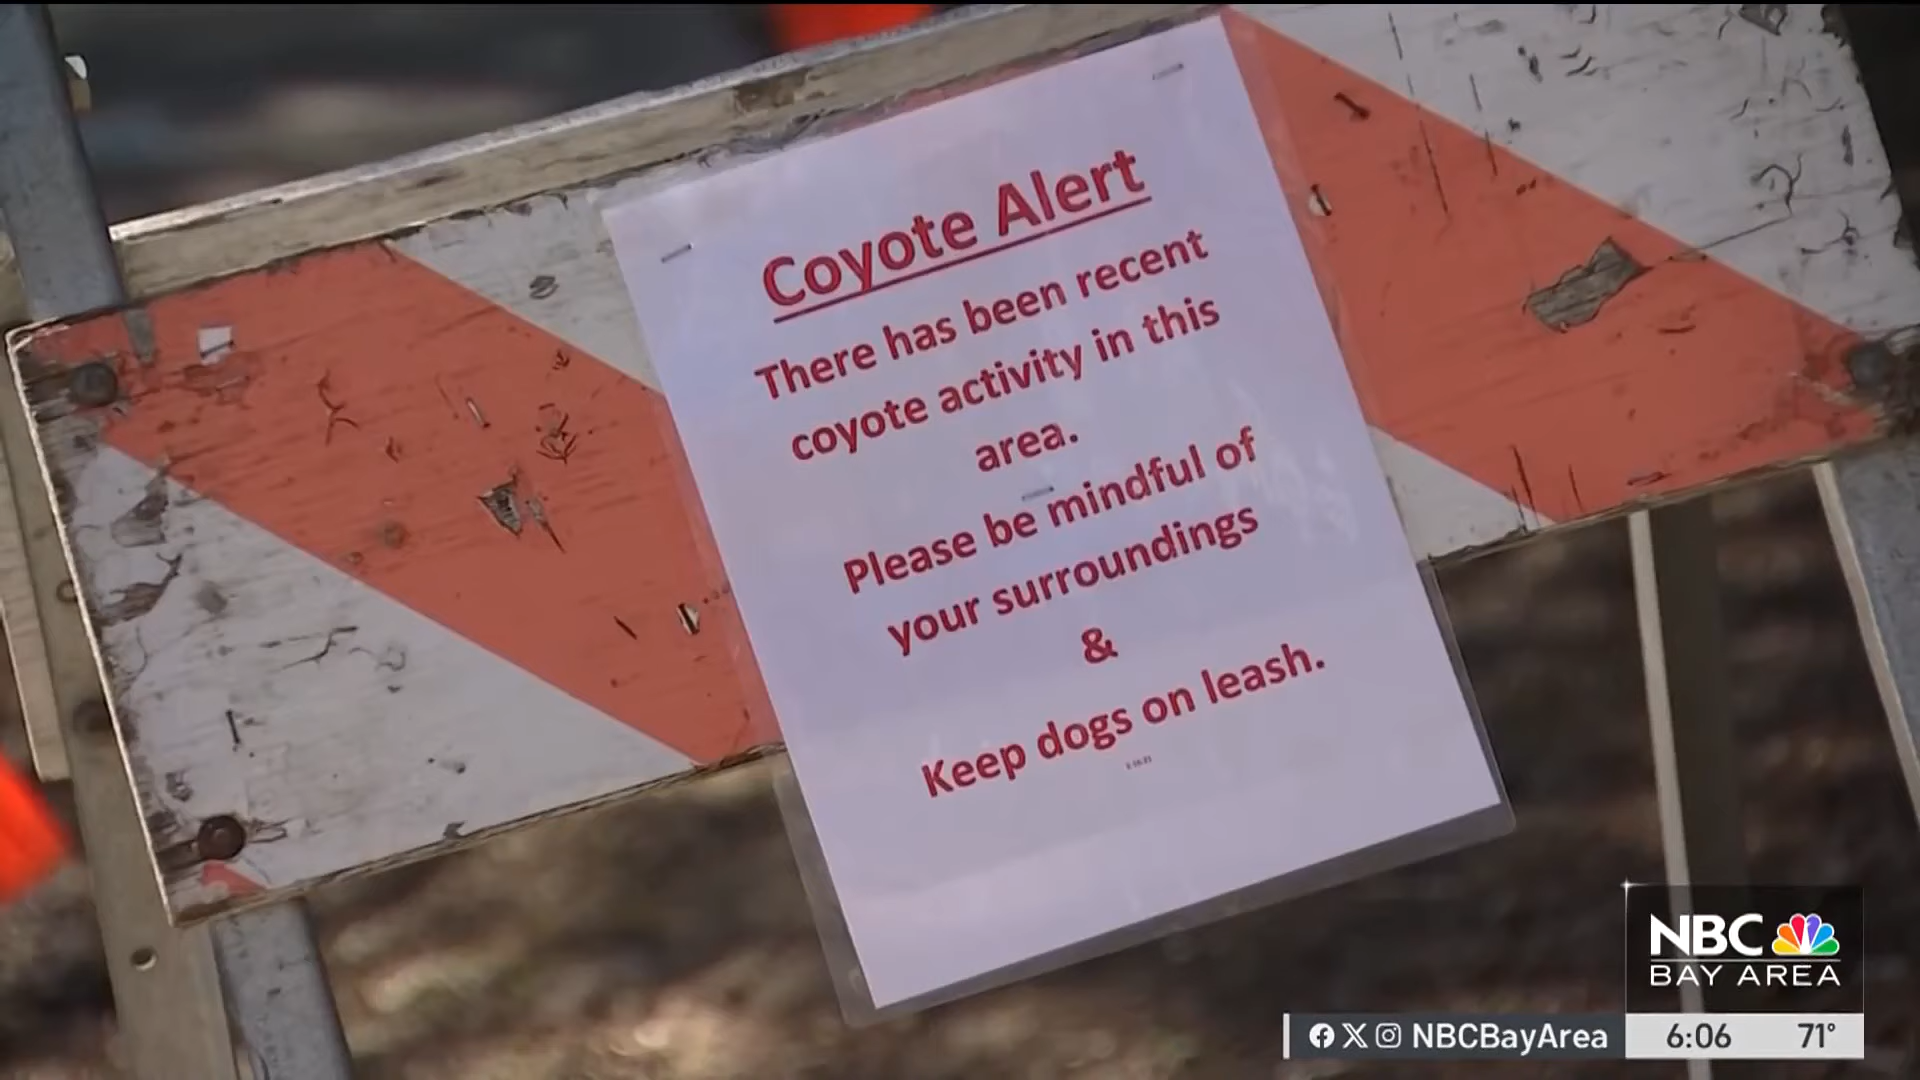 Coyote Alert
There has been recent
coyote activity in this
area.
Please be mindful of
your surroundings
&
Keep dogs on leash.
NBC
BAY AREA
NBCBayArea
6:06 71°